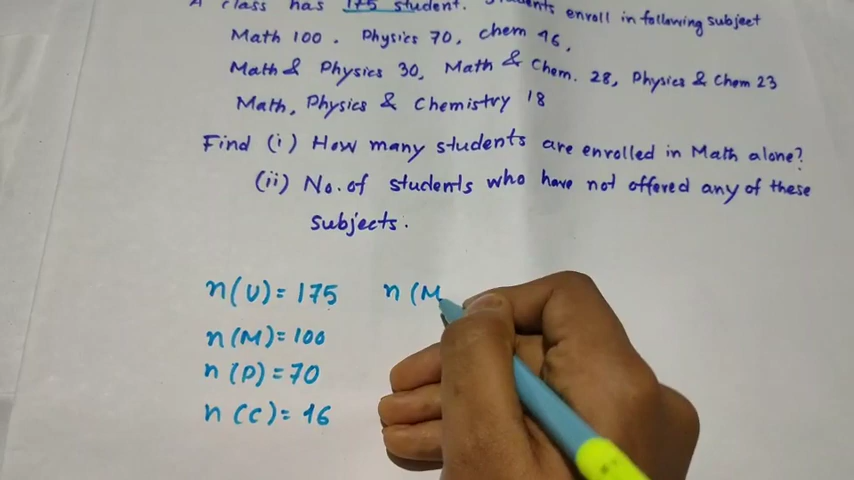 A class has 175 student. Students enroll in following subject
Math 100. Physics 70, chem 46,
Math & Physics 30, Math & Chem. 28, Physics & Chem 23
Math, Physics & Chemistry 18
Find (i) How many students are enrolled in Math alone?
(ii) No. of students who have not offered any of these
subjects.
n(U)= 175 n (M
n(M)= 100
n (P) = 70
n (C) = 46